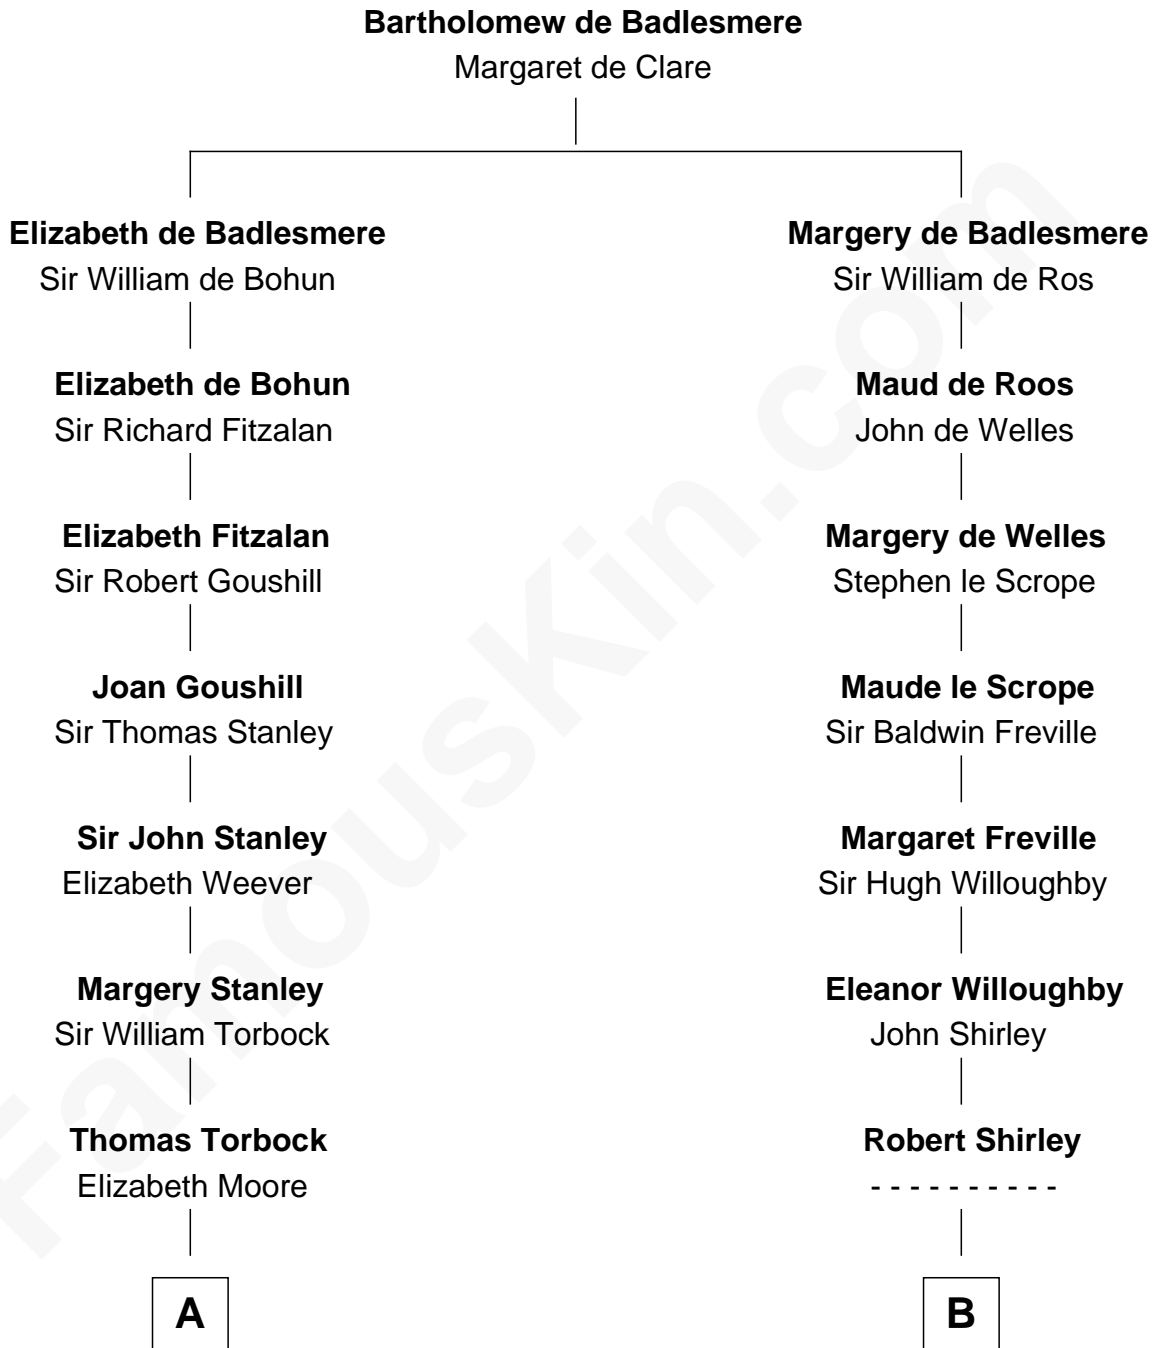 Bartholomew de Badlesmere
Margaret de Clare
Elizabeth de Badlesmere
Sir William de Bohun
Margery de Badlesmere
Sir William de Ros
Elizabeth de Bohun
Sir Richard Fitzalan
Maud de Roos
John de Welles
Elizabeth Fitzalan
Sir Robert Goushill
Margery de Welles
Stephen le Scrope
Joan Goushill
Sir Thomas Stanley
Maude le Scrope
Sir Baldwin Freville
Sir John Stanley
Elizabeth Weever
Margaret Freville
Sir Hugh Willoughby
Margery Stanley
Sir William Torbock
Eleanor Willoughby
John Shirley
Thomas Torbock
Elizabeth Moore
Robert Shirley
- - - - - - - - - -
A
B
FamousKin.com